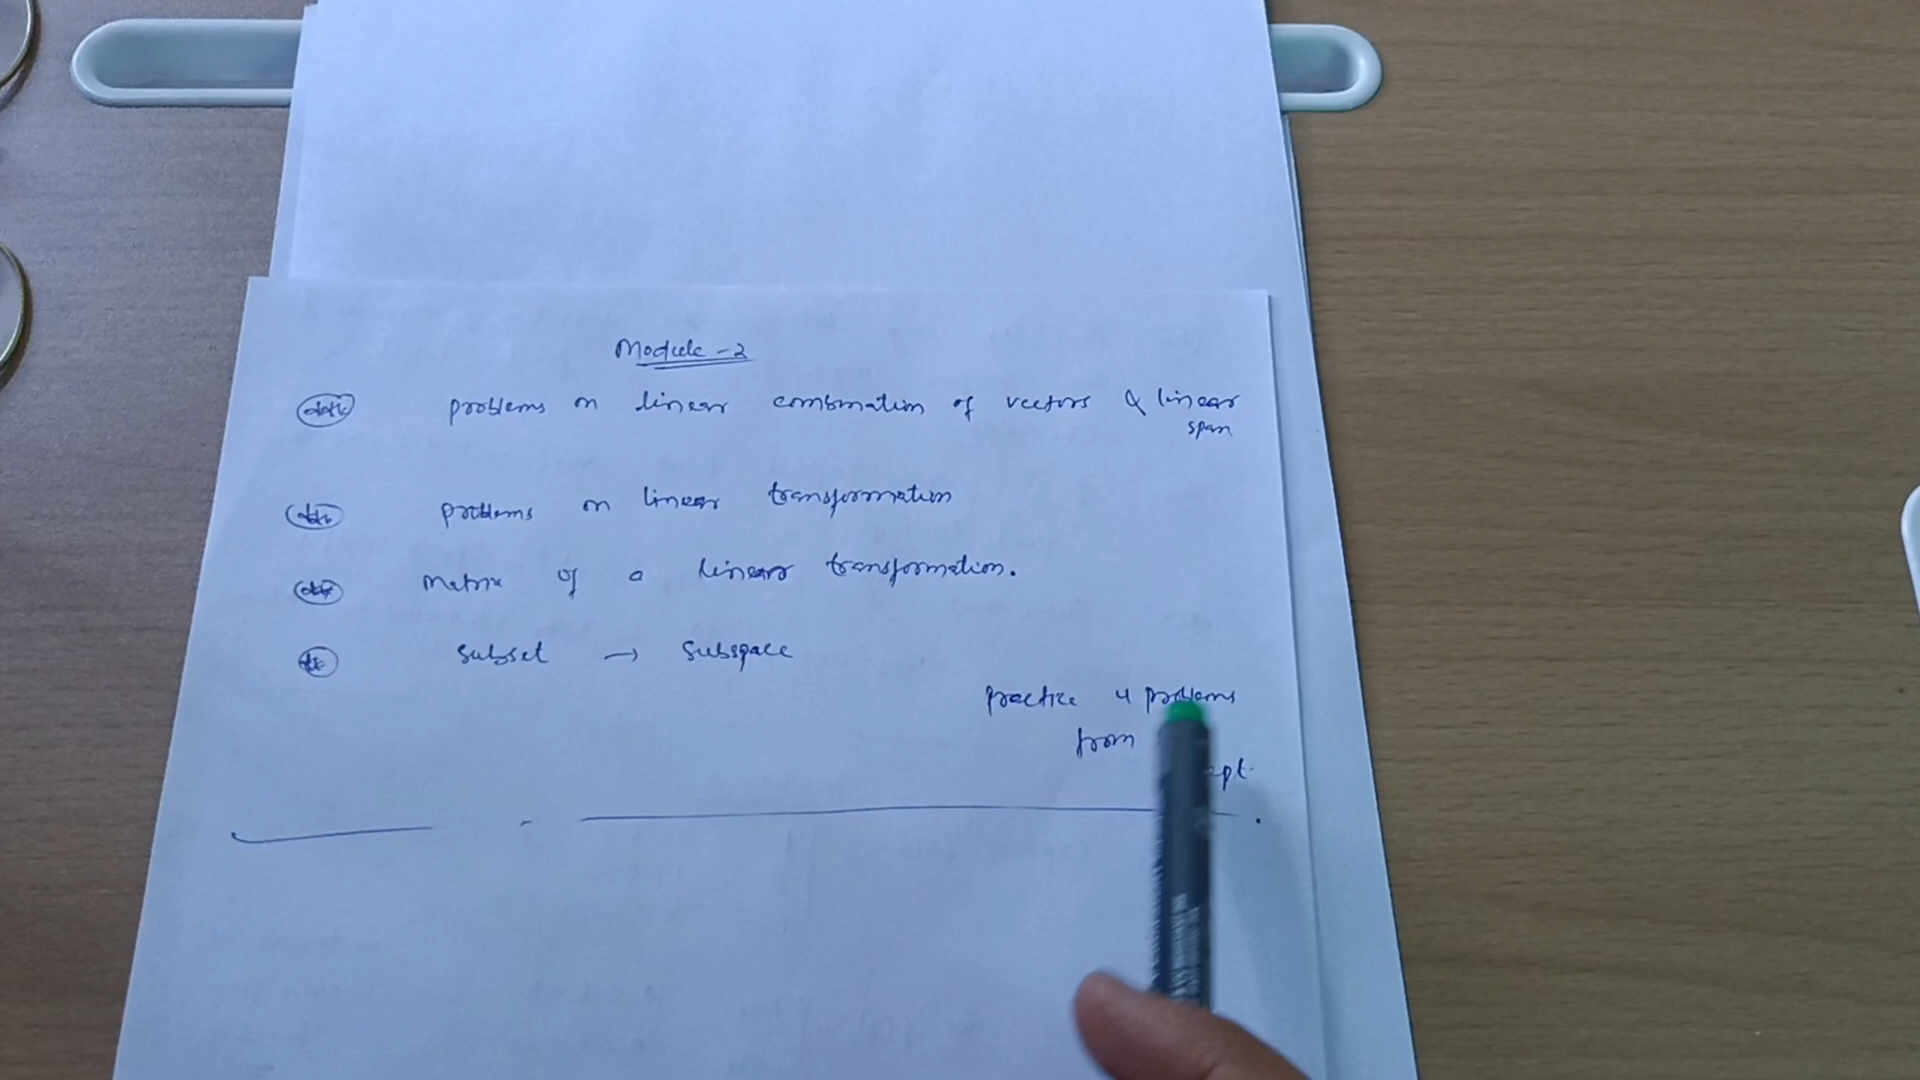 Module - 2
problems on linear combination of vectors & linear
span
problems on linear transformation
Matrix of a linear transformation.
Subset → Subspace
practice 4 problems
from